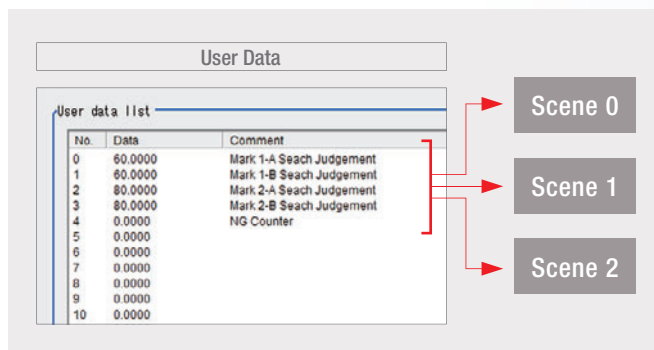 User Data
User data list
No. Data Comment
0 60.0000 Mark 1-A Seach Judgement
1 60.0000 Mark 1-B Seach Judgement
2 80.0000 Mark 2-A Seach Judgement
3 80.0000 Mark 2-B Seach Judgement
4 0.0000 NG Counter
5 0.0000
6 0.0000
7 0.0000
8 0.0000
9 0.0000
10 0.0000
Scene 0
Scene 1
Scene 2